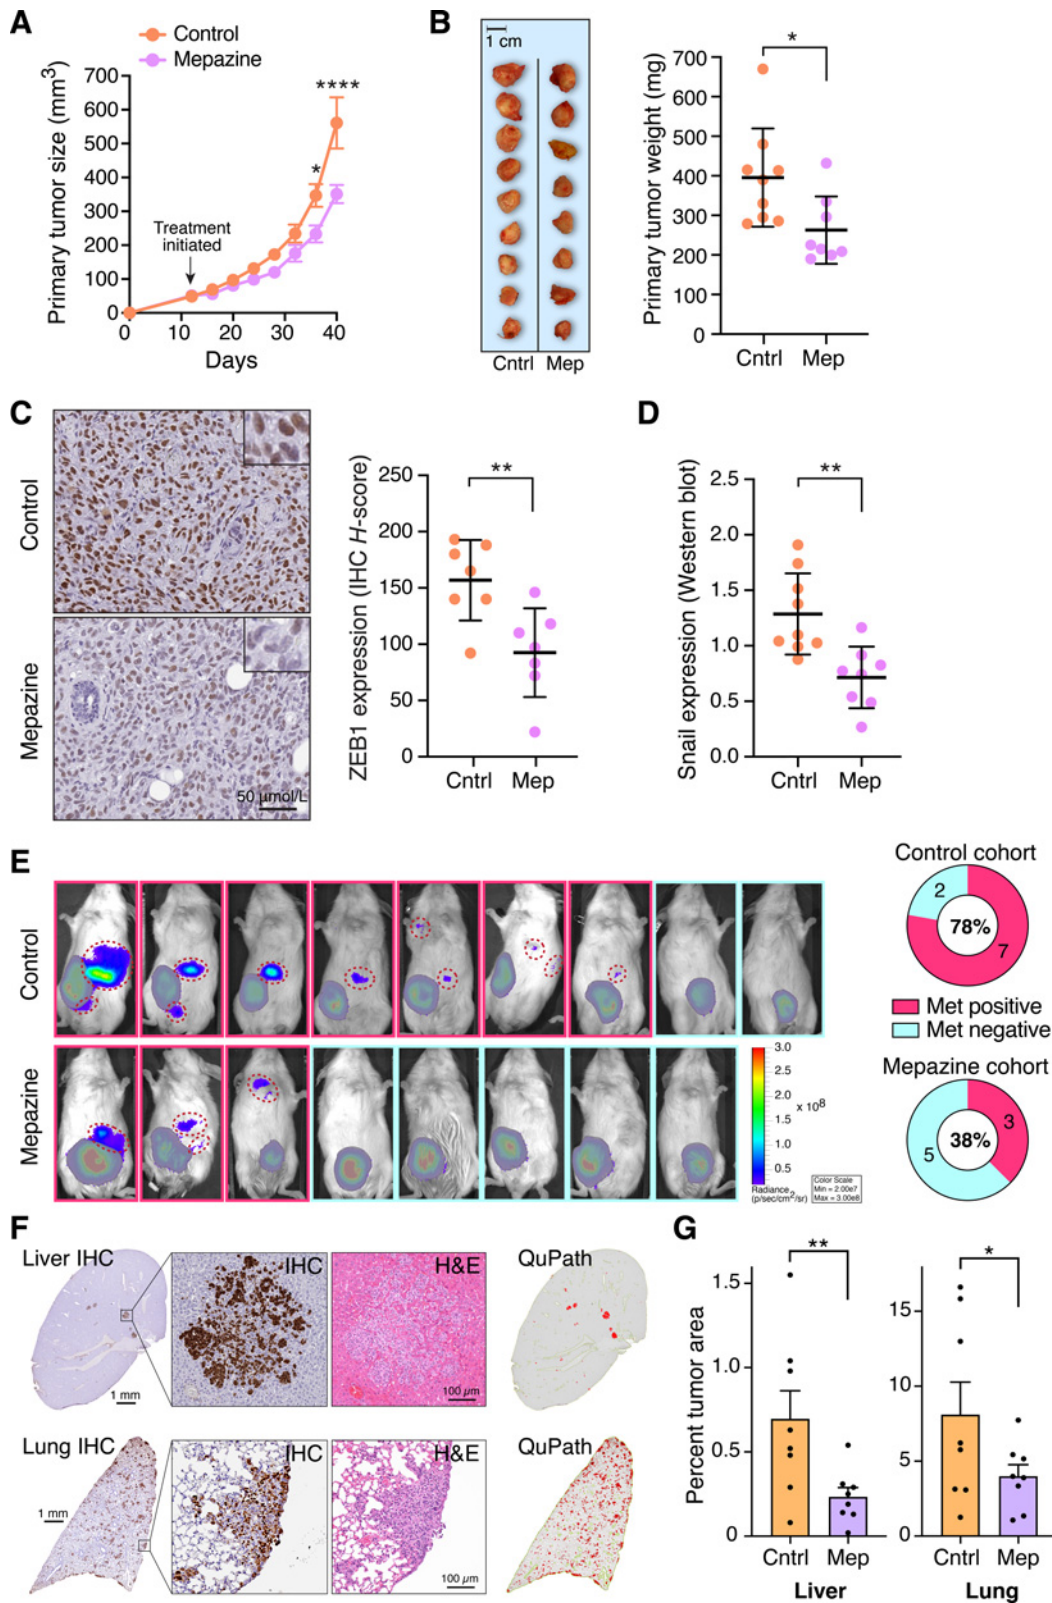 A
Control
Mepazine
Primary tumor size (mm³)
700
600
500
400
300
200
100
0
****
*
Treatment
initiated
0
10
20
30
40
Days
B
1 cm
Cntrl
Mep
Primary tumor weight (mg)
700
600
500
400
300
200
100
0
*
Cntrl
Mep
C
Control
Mepazine
50 µmol/L
ZEB1 expression (IHC H-score)
250
200
150
100
50
0
**
Cntrl
Mep
D
Snail expression (Western blot)
2.5
2.0
1.5
1.0
0.5
0.0
**
Cntrl
Mep
E
Control
Mepazine
3.0
2.5
2.0
1.5
1.0
0.5
x 10⁸
Radiance
(p/sec/cm²/sr)
Color Scale
Min = 2.00e7
Max = 3.00e8
Control cohort
2
78%
7
Met positive
Met negative
Mepazine cohort
3
38%
5
F
Liver IHC
1 mm
IHC
H&E
100 µm
QuPath
Lung IHC
1 mm
IHC
H&E
100 µm
QuPath
G
Percent tumor area
1.5
1.0
0.5
0
**
Cntrl
Mep
Liver
15
10
5
0
*
Cntrl
Mep
Lung